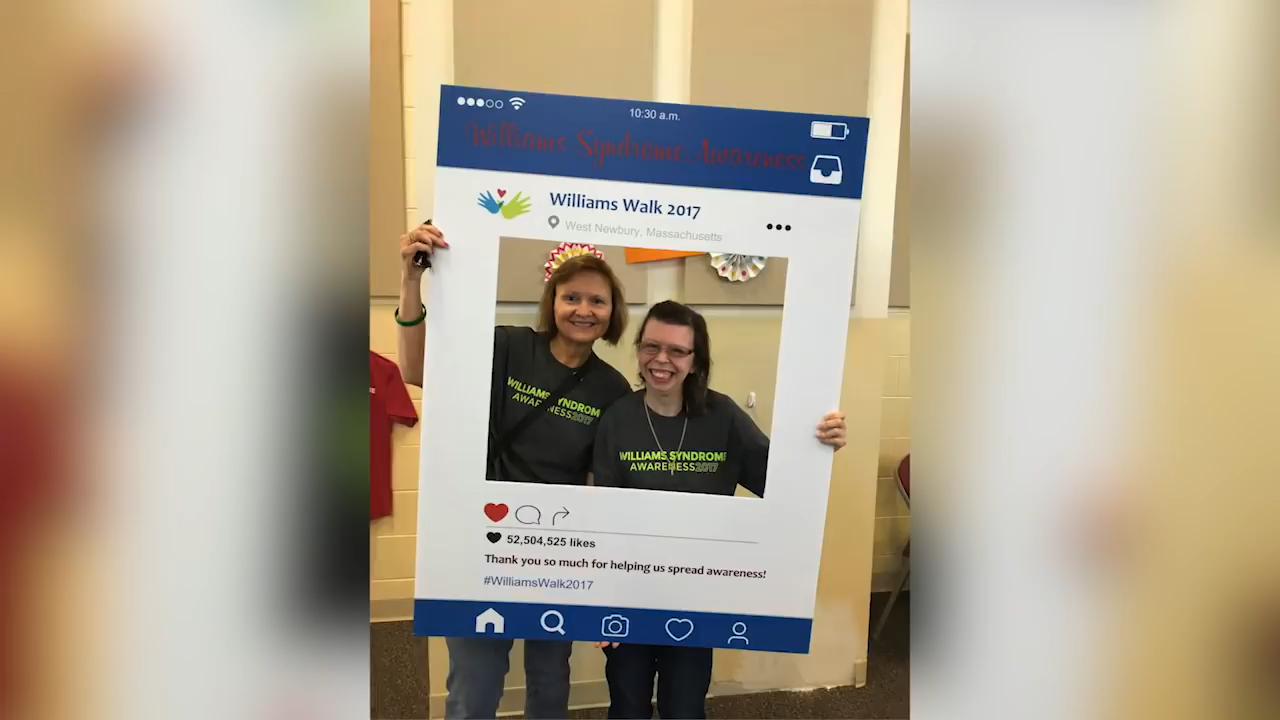 10:30 a.m.
Williams Syndrome Awareness
Williams Walk 2017
West Newbury, Massachusetts
WILLIAMS SYNDROM
AWARENESS2017
WILLIAMS SYNDROME
AWARENESS2017
52,504,525 likes
Thank you so much for helping us spread awareness!
#WilliamsWalk2017